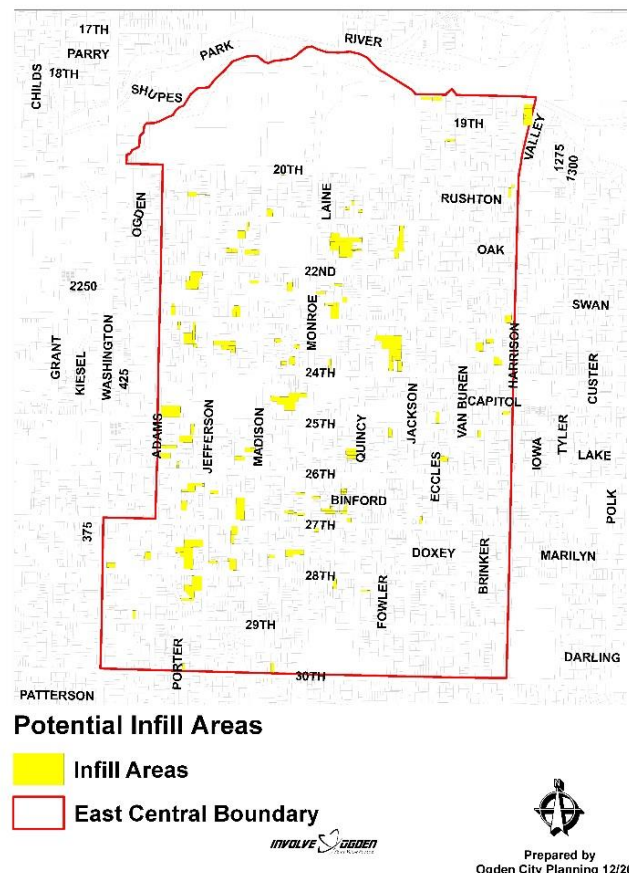 17TH
PARRY
18TH
CHILDS
SHUPES
PARK
RIVER
19TH
VALLEY
1275
1300
20TH
LAINE
RUSHTON
OGDEN
OAK
22ND
2250
SWAN
MONROE
HARRISON
GRANT
KIESEL
WASHINGTON
425
24TH
CUSTER
VAN BUREN
CAPITOL
ADAMS
JEFFERSON
MADISON
25TH
QUINCY
JACKSON
IOWA
TYLER
LAKE
ECCLES
26TH
BINFORD
POLK
27TH
375
DOXEY
BRINKER
MARILYN
28TH
FOWLER
29TH
PORTER
30TH
DARLING
PATTERSON
Potential Infill Areas
Infill Areas
East Central Boundary
INVOLVE OGDEN
Prepared by
Ogden City Planning 12/20